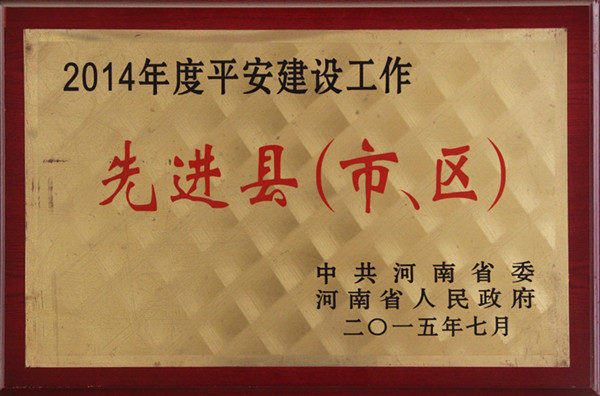 2014年度平安建设工作
先进县(市、区)
中共河南省委
河南省人民政府
二〇一五年七月